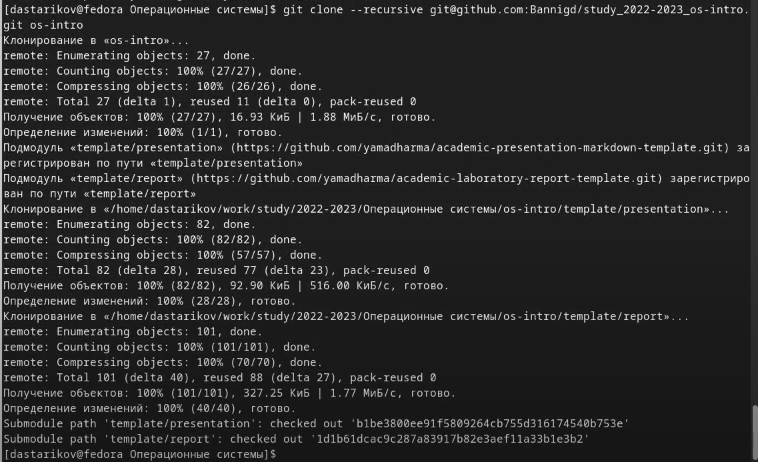 [dastarikov@fedora Операционные системы]$ git clone --recursive git@github.com:Bannigd/study_2022-2023_os-intro.
git os-intro
Клонирование в «os-intro»...
remote: Enumerating objects: 27, done.
remote: Counting objects: 100% (27/27), done.
remote: Compressing objects: 100% (26/26), done.
remote: Total 27 (delta 1), reused 11 (delta 0), pack-reused 0
Получение объектов: 100% (27/27), 16.93 КиБ | 1.88 МиБ/с, готово.
Определение изменений: 100% (1/1), готово.
Подмодуль «template/presentation» (https://github.com/yamadharma/academic-presentation-markdown-template.git) за
регистрирован по пути «template/presentation»
Подмодуль «template/report» (https://github.com/yamadharma/academic-laboratory-report-template.git) зарегистриро
ван по пути «template/report»
Клонирование в «/home/dastarikov/work/study/2022-2023/Операционные системы/os-intro/template/presentation»...
remote: Enumerating objects: 82, done.
remote: Counting objects: 100% (82/82), done.
remote: Compressing objects: 100% (57/57), done.
remote: Total 82 (delta 28), reused 77 (delta 23), pack-reused 0
Получение объектов: 100% (82/82), 92.90 КиБ | 516.00 КиБ/с, готово.
Определение изменений: 100% (28/28), готово.
Клонирование в «/home/dastarikov/work/study/2022-2023/Операционные системы/os-intro/template/report»...
remote: Enumerating objects: 101, done.
remote: Counting objects: 100% (101/101), done.
remote: Compressing objects: 100% (70/70), done.
remote: Total 101 (delta 40), reused 88 (delta 27), pack-reused 0
Получение объектов: 100% (101/101), 327.25 КиБ | 1.77 МиБ/с, готово.
Определение изменений: 100% (40/40), готово.
Submodule path 'template/presentation': checked out 'b1be3800ee91f5809264cb755d316174540b753e'
Submodule path 'template/report': checked out '1d1b61dcac9c287a83917b82e3aef11a33b1e3b2'
[dastarikov@fedora Операционные системы]$